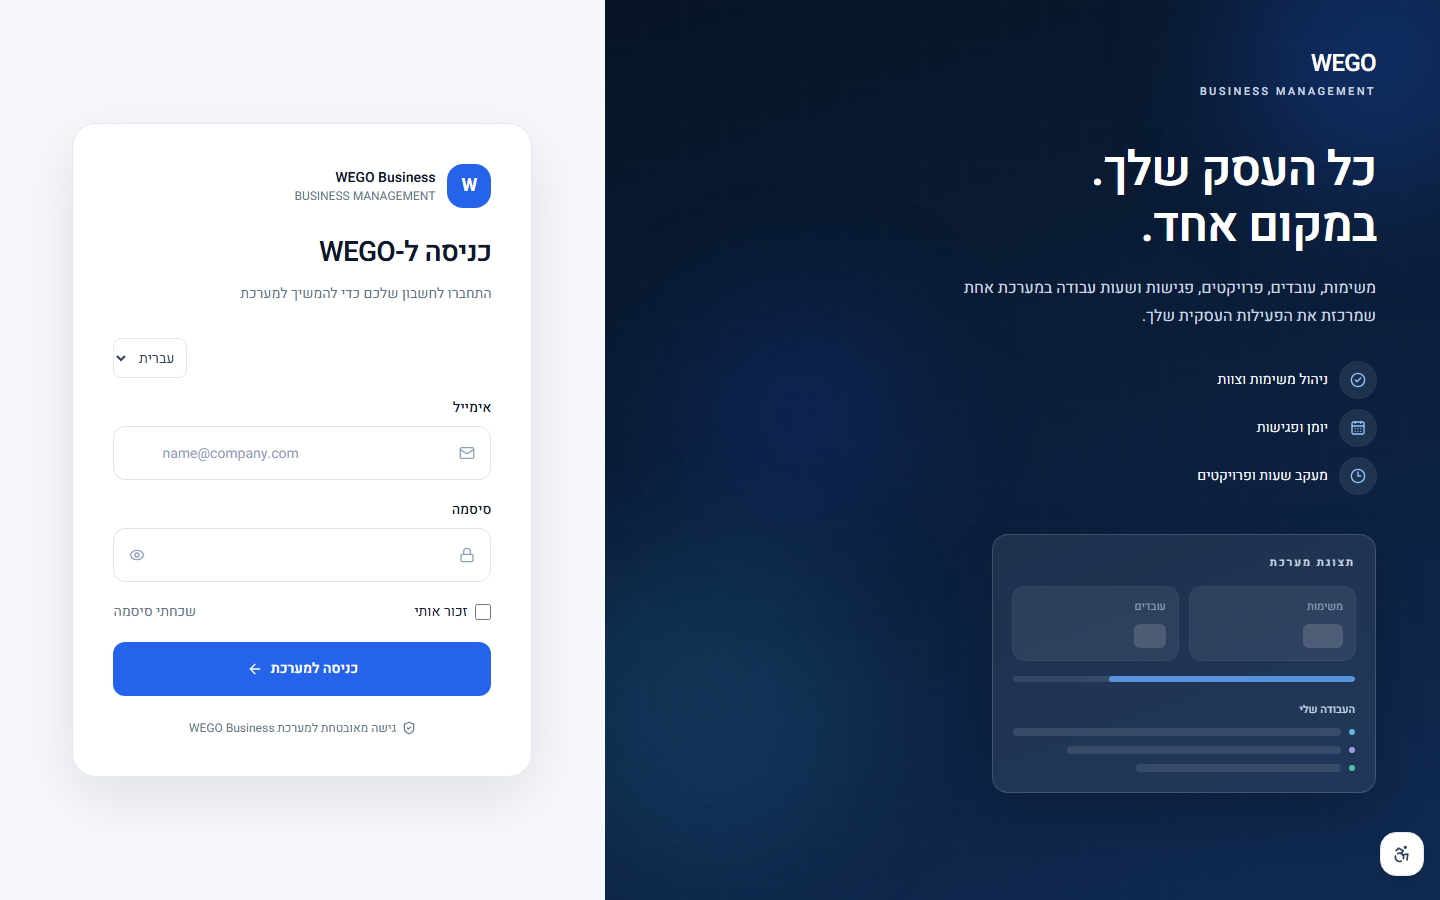 WEGO
BUSINESS MANAGEMENT
כל העסק שלך.
במקום אחד.
משימות, עובדים, פרויקטים, פגישות ושעות עבודה במערכת אחת
שמרכזת את הפעילות העסקית שלך.
ניהול משימות וצוות
יומן ופגישות
מעקב שעות ופרויקטים
תצוגת מערכת
משימות
עובדים
העבודה שלי
W
WEGO Business
BUSINESS MANAGEMENT
כניסה ל-WEGO
התחברו לחשבון שלכם כדי להמשיך למערכת
עברית
אימייל
name@company.com
סיסמה
זכור אותי
שכחתי סיסמה
כניסה למערכת
גישה מאובטחת למערכת WEGO Business